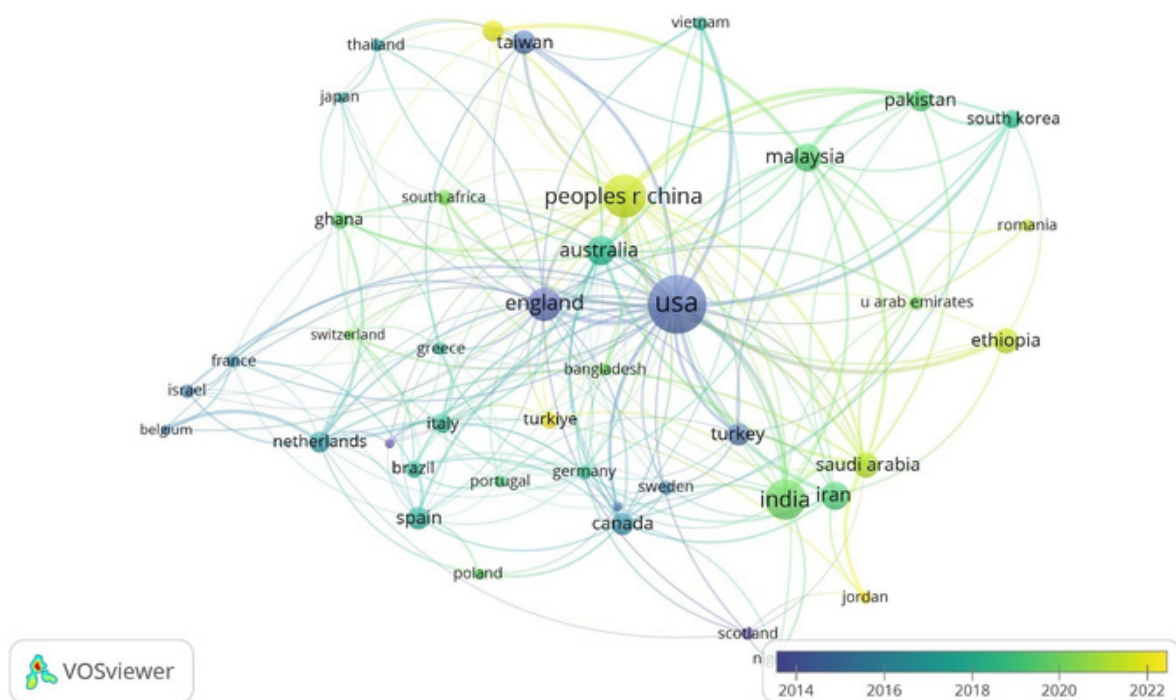 vietnam
taiwan
thailand
japan
pakistan
south korea
malaysia
peoples r china
south africa
ghana
romania
australia
england
usa
u arab emirates
switzerland
greece
ethiopia
france
bangladesh
israel
turkiye
italy
belgium
netherlands
turkey
brazil
portugal
germany
saudi arabia
sweden
india
iran
spain
canada
poland
jordan
scotland
VOSviewer
2014 2016 2018 2020 2022